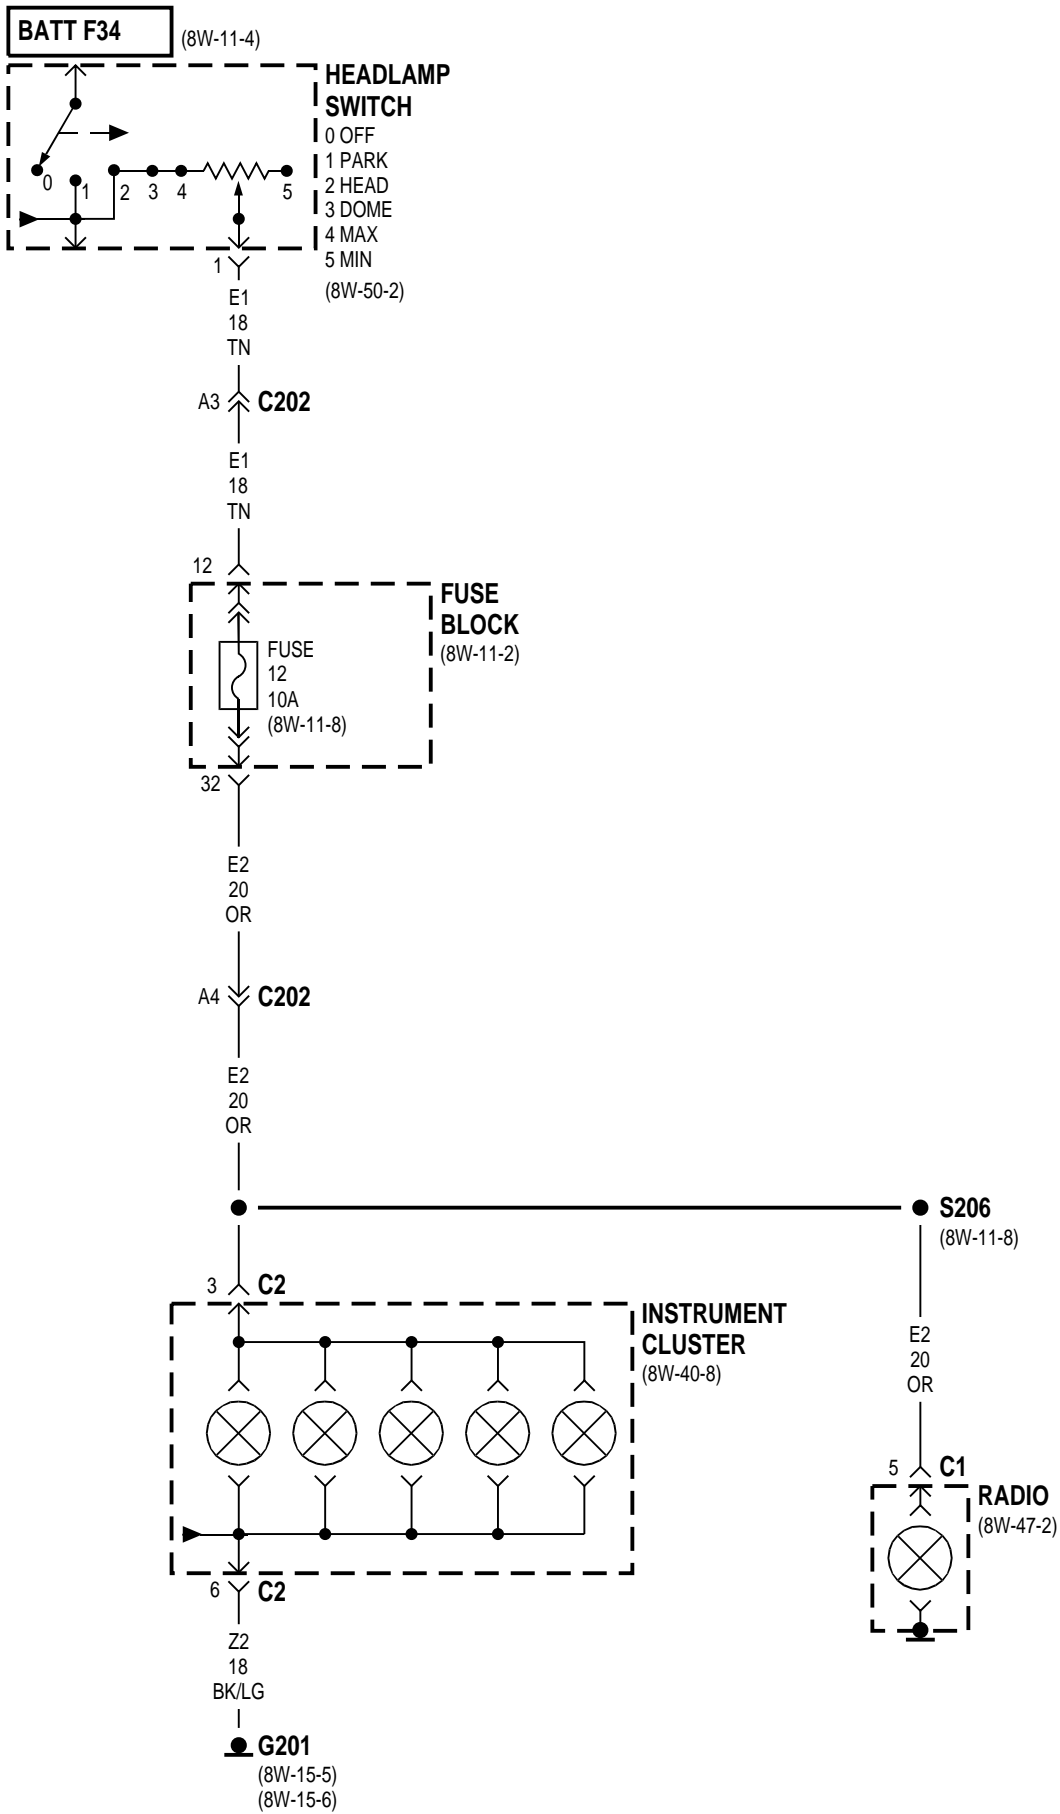 BATT F34
(8W-11-4)
HEADLAMP
SWITCH
0 OFF
1 PARK
2 HEAD
3 DOME
4 MAX
5 MIN
(8W-50-2)
0
1
2
3
4
5
1
E1
18
TN
A3
C202
E1
18
TN
12
FUSE
BLOCK
(8W-11-2)
FUSE
12
10A
(8W-11-8)
32
E2
20
OR
A4
C202
E2
20
OR
S206
(8W-11-8)
3
C2
INSTRUMENT
CLUSTER
(8W-40-8)
E2
20
OR
5
C1
RADIO
(8W-47-2)
6
C2
Z2
18
BK/LG
G201
(8W-15-5)
(8W-15-6)